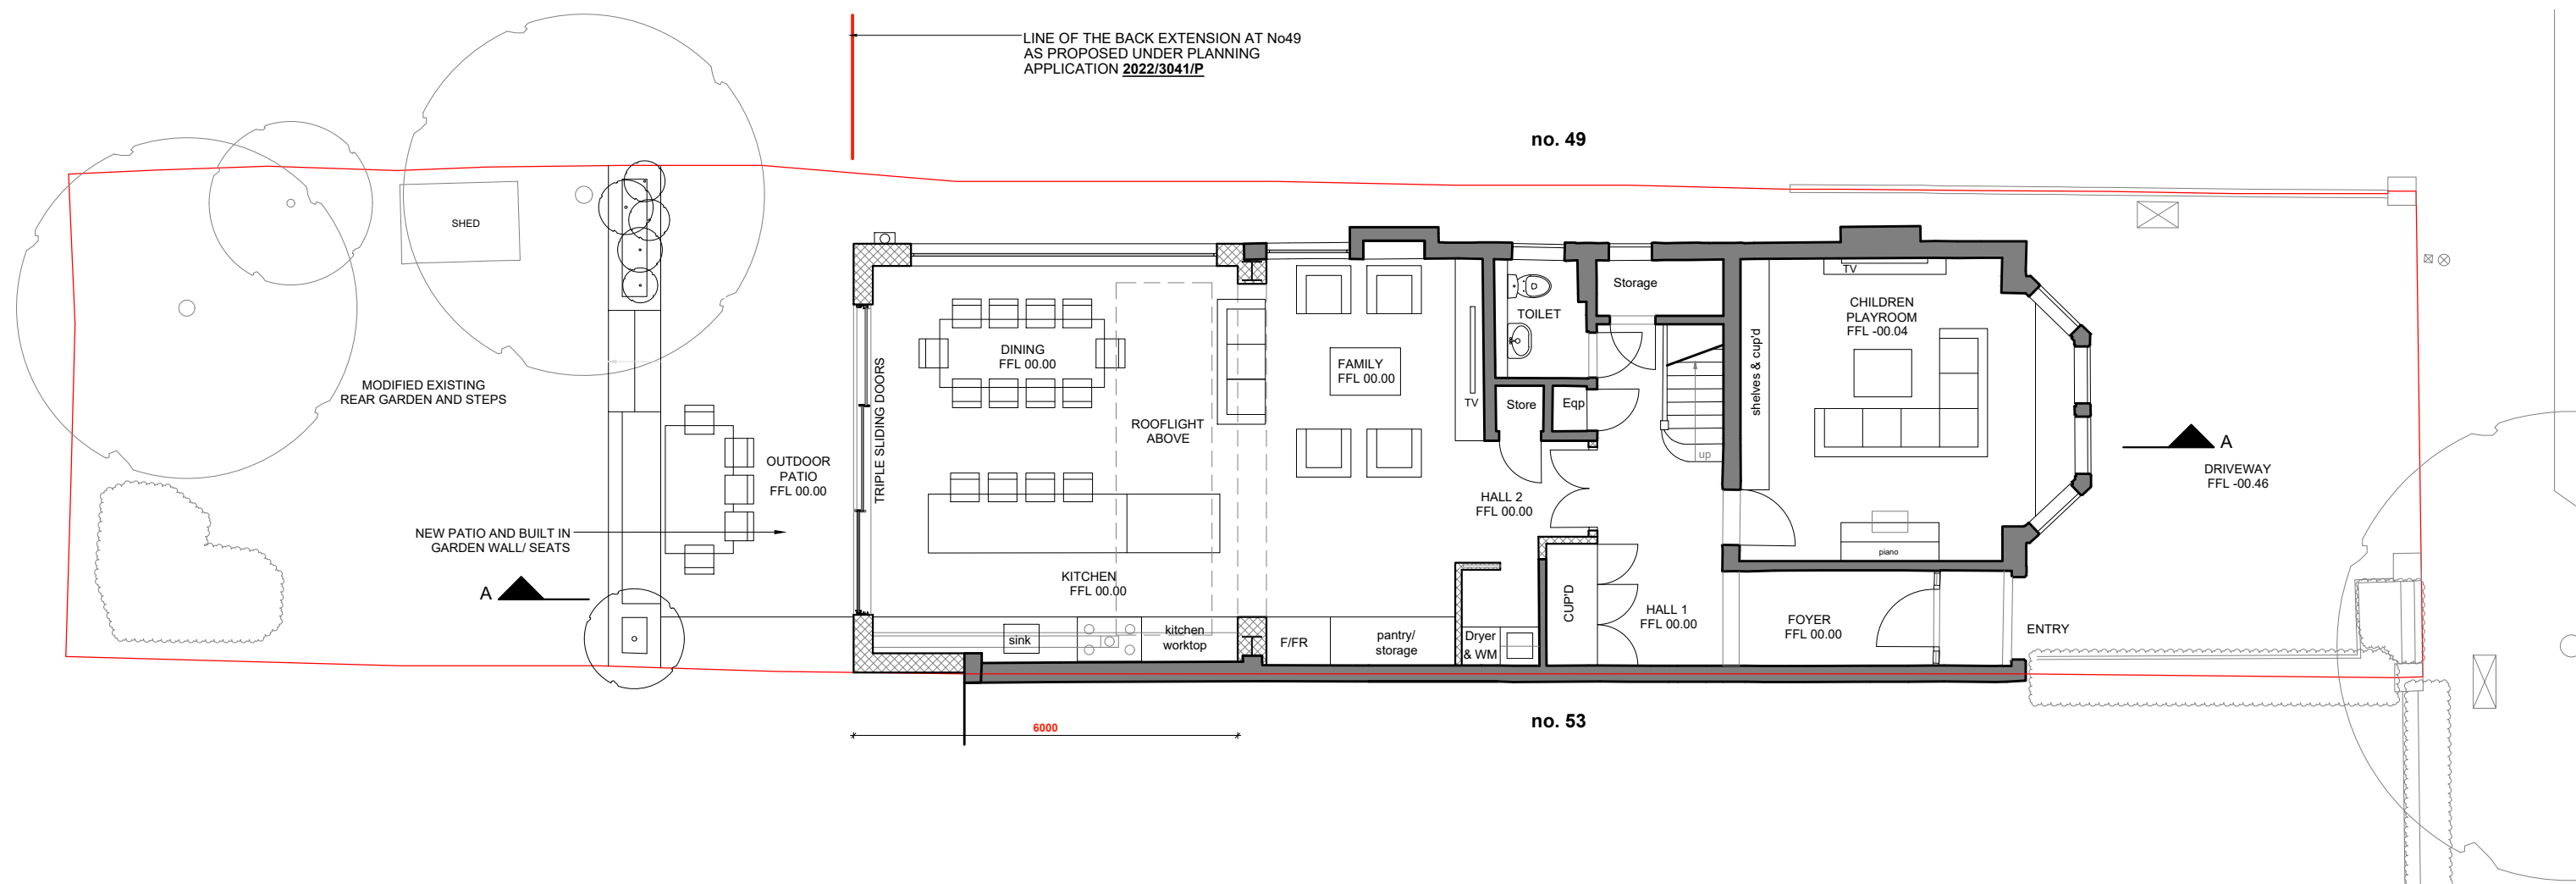 LINE OF THE BACK EXTENSION AT No49
AS PROPOSED UNDER PLANNING
APPLICATION 2022/3041/P
no. 49
SHED
MODIFIED EXISTING
REAR GARDEN AND STEPS
NEW PATIO AND BUILT IN
GARDEN WALL/ SEATS
A
OUTDOOR
PATIO
FFL 00.00
TRIPLE SLIDING DOORS
DINING
FFL 00.00
ROOFLIGHT
ABOVE
KITCHEN
FFL 00.00
sink
kitchen
worktop
FAMILY
FFL 00.00
TV
F/FR
pantry/
storage
Dryer
& WM
TOILET
Storage
Store
Eqp
up
HALL 2
FFL 00.00
CUP'D
HALL 1
FFL 00.00
shelves & cup'd
TV
CHILDREN
PLAYROOM
FFL -00.04
piano
FOYER
FFL 00.00
ENTRY
A
DRIVEWAY
FFL -00.46
6000
no. 53